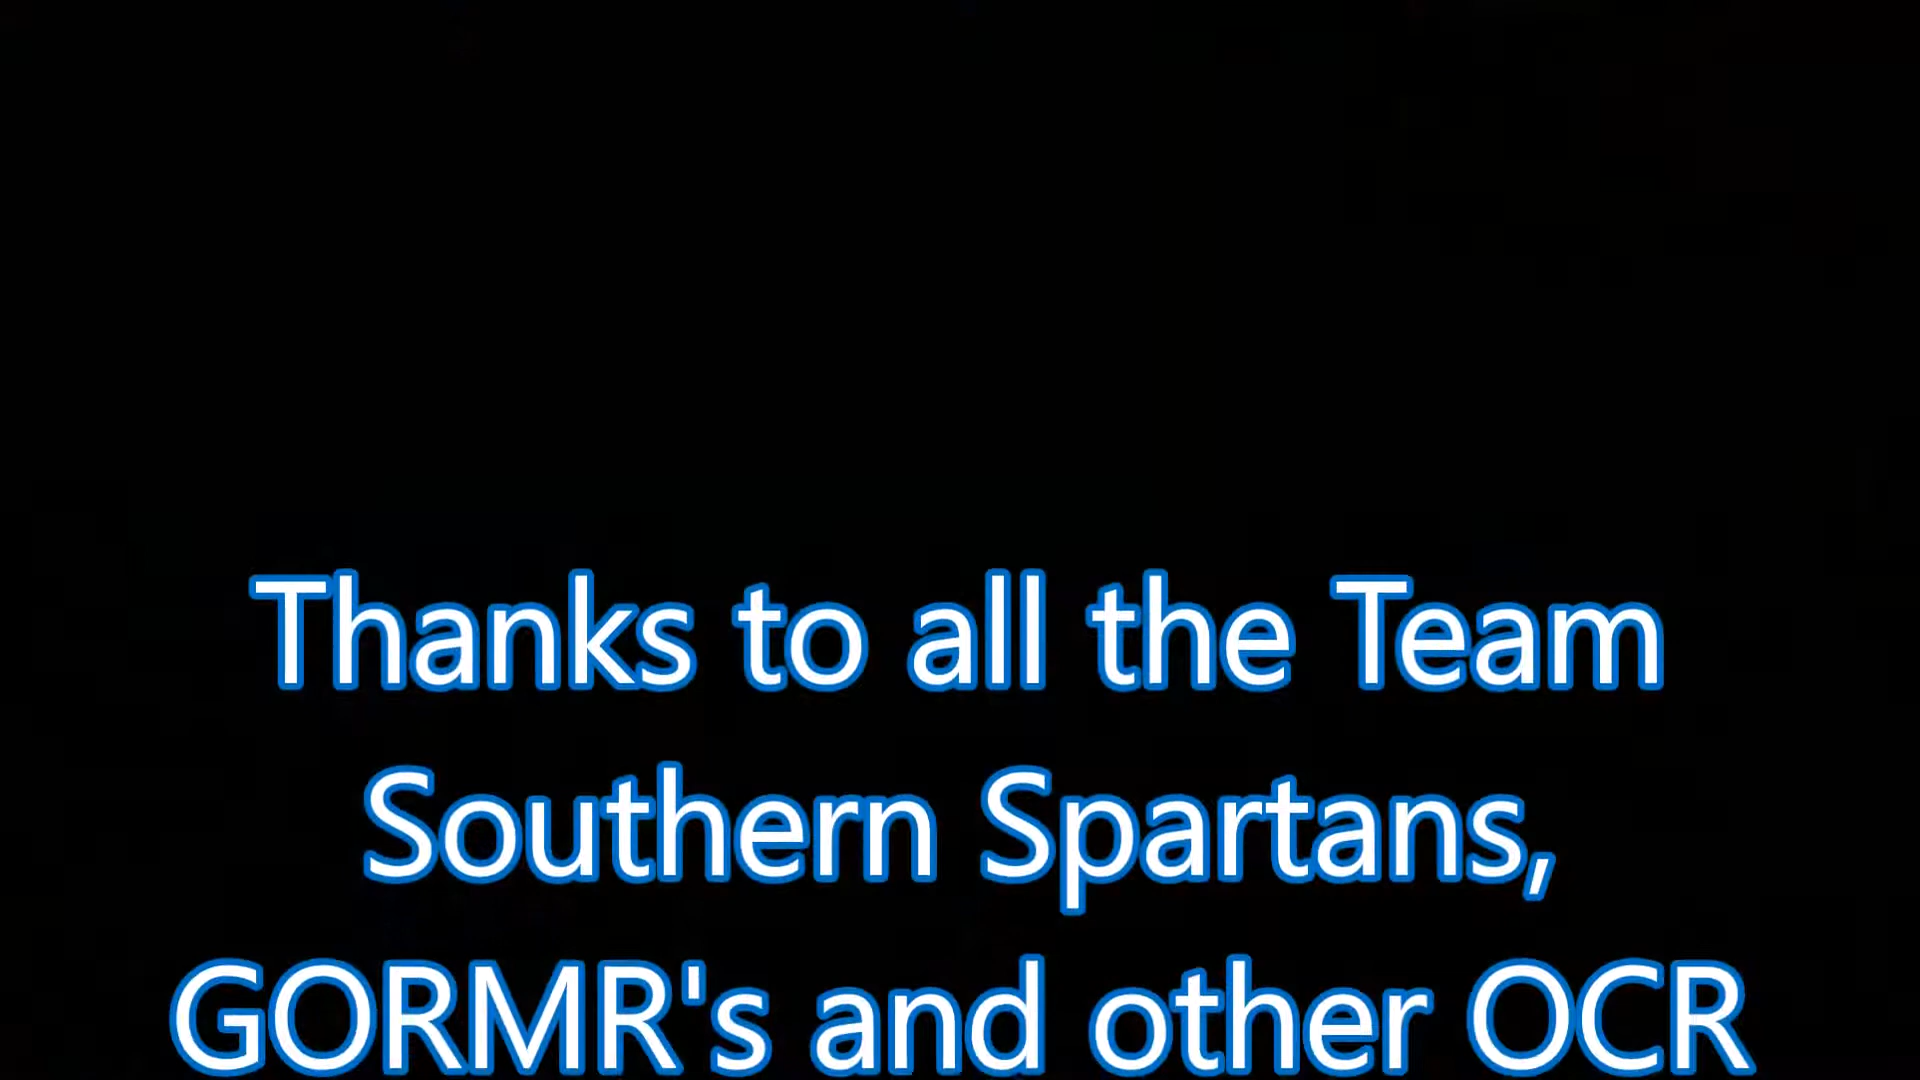 Thanks to all the Team
Southern Spartans,
GORMR's and other OCR